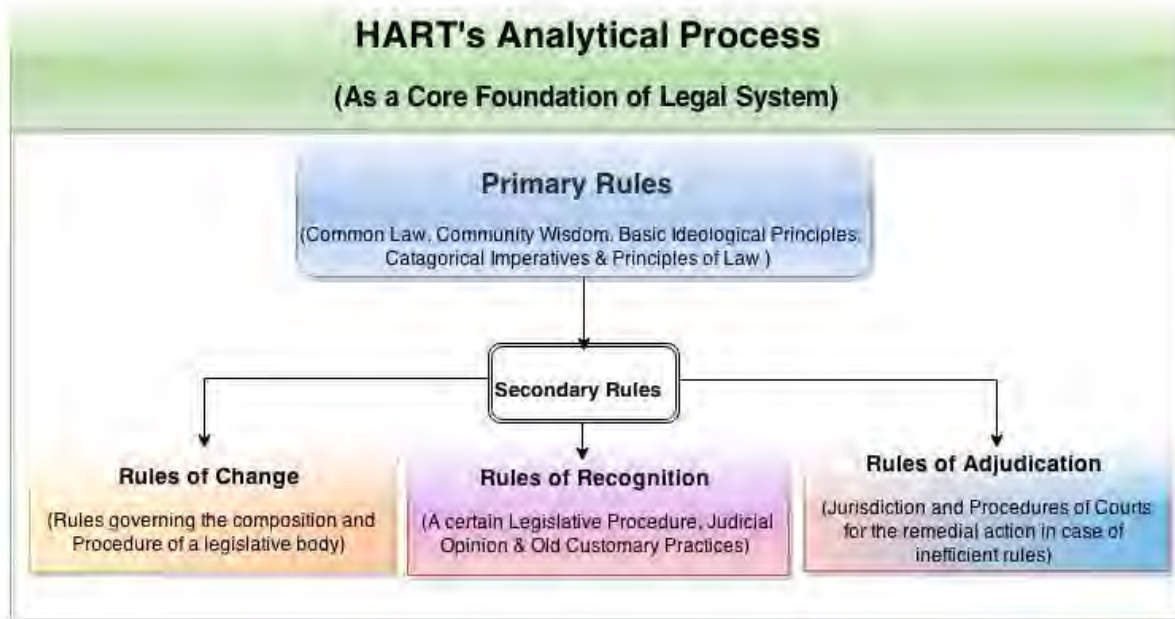 HART's Analytical Process
(As a Core Foundation of Legal System)
Primary Rules
(Common Law, Community Wisdom, Basic Ideological Principles,
Catagorical Imperatives & Principles of Law )
Secondary Rules
Rules of Change
(Rules governing the composition and
Procedure of a legislative body)
Rules of Recognition
(A certain Legislative Procedure, Judicial
Opinion & Old Customary Practices)
Rules of Adjudication
(Jurisdiction and Procedures of Courts
for the remedial action in case of
inefficient rules)